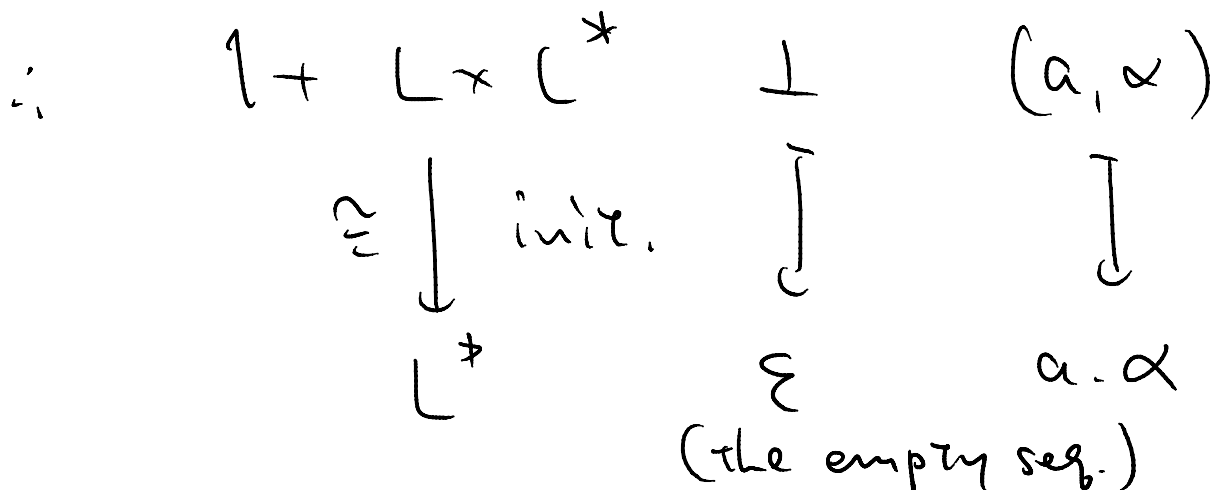 ∴ 1 + L × L* ⊥ (a, α)
≅ ↓ init. ↧ ↧
L* ε a . α
(the empty seq.)